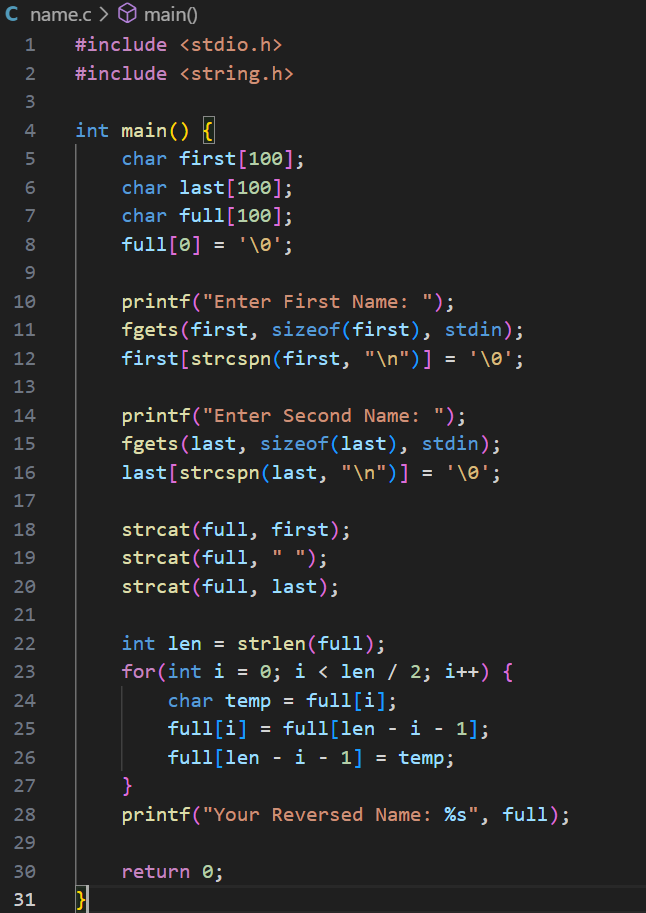 C name.c > main()
1 #include <stdio.h>
2 #include <string.h>
3
4 int main() {
5     char first[100];
6     char last[100];
7     char full[100];
8     full[0] = '\0';
9
10     printf("Enter First Name: ");
11     fgets(first, sizeof(first), stdin);
12     first[strcspn(first, "\n")] = '\0';
13
14     printf("Enter Second Name: ");
15     fgets(last, sizeof(last), stdin);
16     last[strcspn(last, "\n")] = '\0';
17
18     strcat(full, first);
19     strcat(full, " ");
20     strcat(full, last);
21
22     int len = strlen(full);
23     for(int i = 0; i < len / 2; i++) {
24         char temp = full[i];
25         full[i] = full[len - i - 1];
26         full[len - i - 1] = temp;
27     }
28     printf("Your Reversed Name: %s", full);
29
30     return 0;
31 }